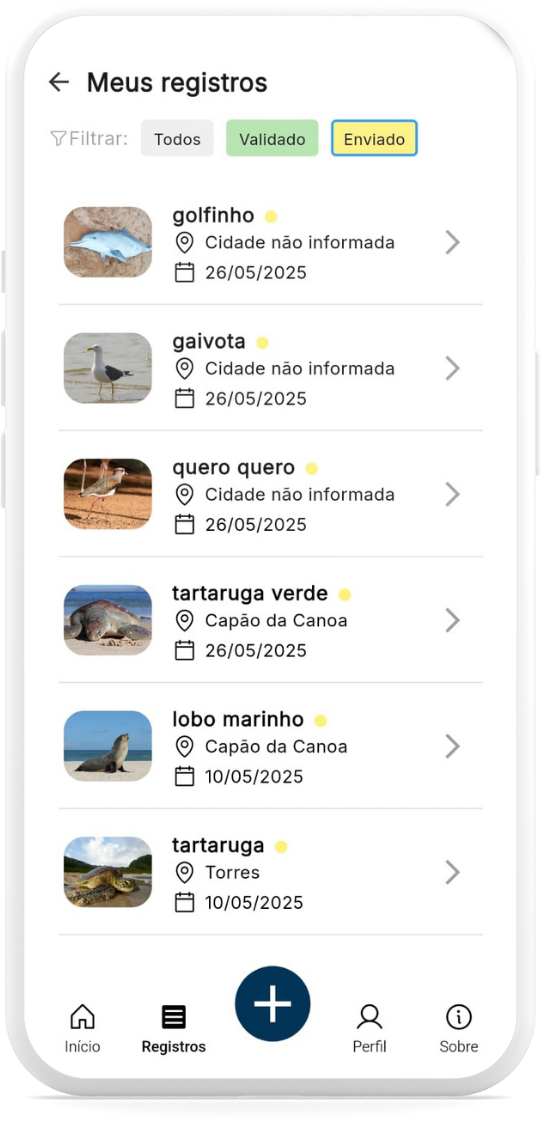 Meus registros
Filtrar: Todos Validado Enviado
golfinho
Cidade não informada
26/05/2025
gaivota
Cidade não informada
26/05/2025
quero quero
Cidade não informada
26/05/2025
tartaruga verde
Capão da Canoa
26/05/2025
lobo marinho
Capão da Canoa
10/05/2025
tartaruga
Torres
10/05/2025
Início Registros Perfil Sobre